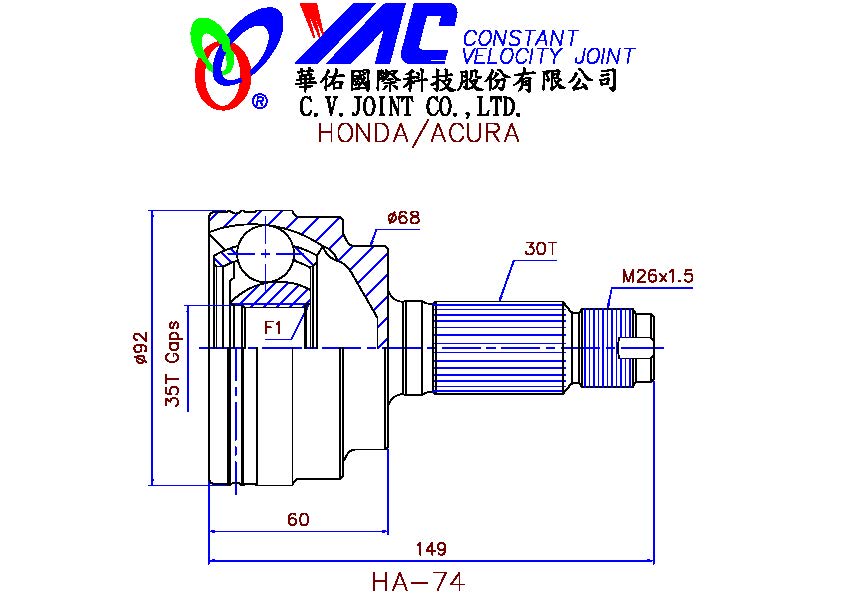 YAC CONSTANT
VELOCITY JOINT
®
華佑國際科技股份有限公司
C.V.JOINT CO.,LTD.
HONDA/ACURA
ø68
30T
M26x1.5
F1
ø92
35T Gaps
60
149
HA-74